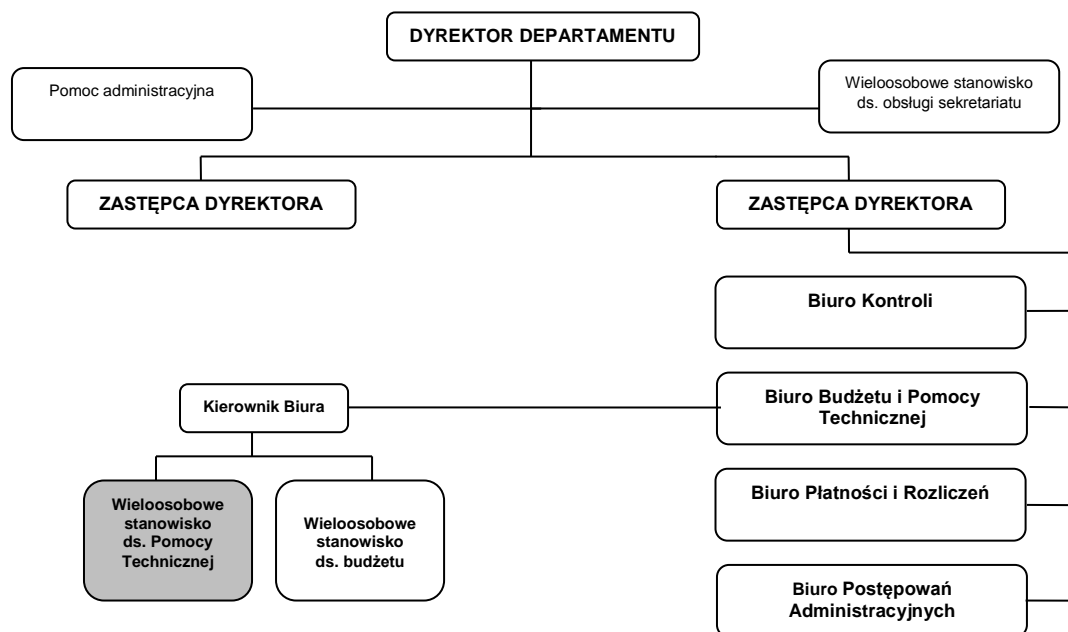 DYREKTOR DEPARTAMENTU
Pomoc administracyjna
Wieloosobowe stanowisko
ds. obsługi sekretariatu
ZASTĘPCA DYREKTORA
ZASTĘPCA DYREKTORA
Biuro Kontroli
Kierownik Biura
Biuro Budżetu i Pomocy
Technicznej
Wieloosobowe
stanowisko
ds. Pomocy
Technicznej
Wieloosobowe
stanowisko
ds. budżetu
Biuro Płatności i Rozliczeń
Biuro Postępowań
Administracyjnych